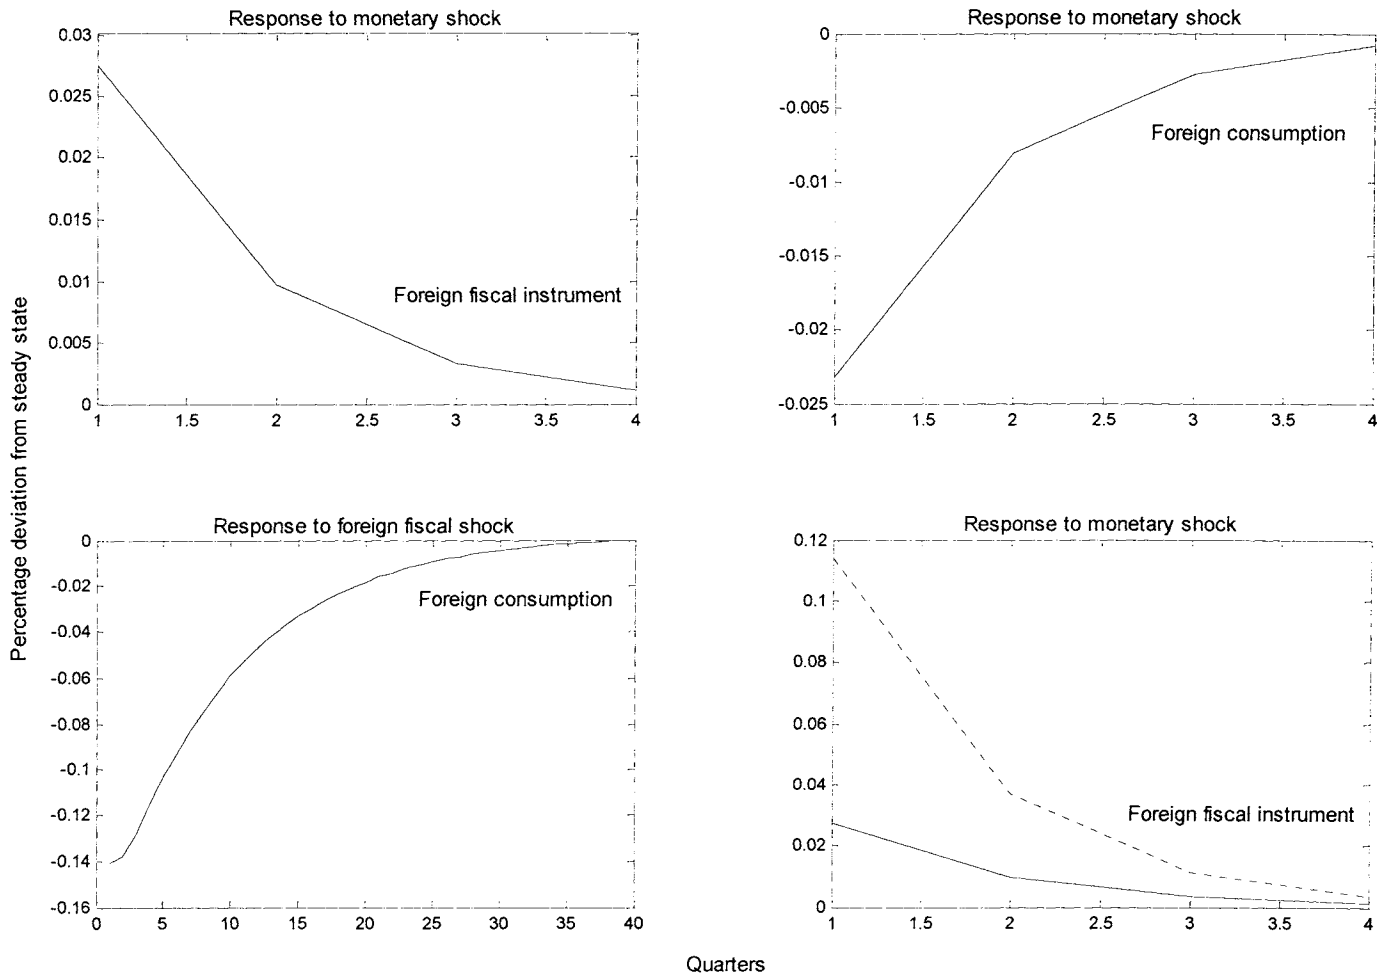 Response to monetary shock
0.03
0.025
0.02
0.015
0.01
0.005
0
Foreign fiscal instrument
1 1.5 2 2.5 3 3.5 4
Response to monetary shock
0
-0.005
-0.01
-0.015
-0.02
-0.025
Foreign consumption
1 1.5 2 2.5 3 3.5 4
Percentage deviation from steady state
Response to foreign fiscal shock
0
-0.02
-0.04
-0.06
-0.08
-0.1
-0.12
-0.14
-0.16
Foreign consumption
0 5 10 15 20 25 30 35 40
Response to monetary shock
0.12
0.1
0.08
0.06
0.04
0.02
0
Foreign fiscal instrument
1 1.5 2 2.5 3 3.5 4
Quarters